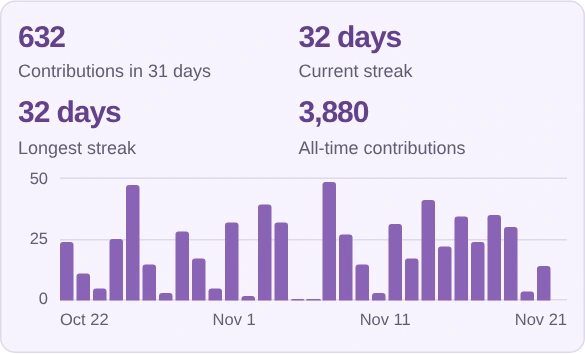 632
Contributions in 31 days
32 days
Current streak
32 days
Longest streak
3,880
All-time contributions
50
25
0
Oct 22 Nov 1 Nov 11 Nov 21